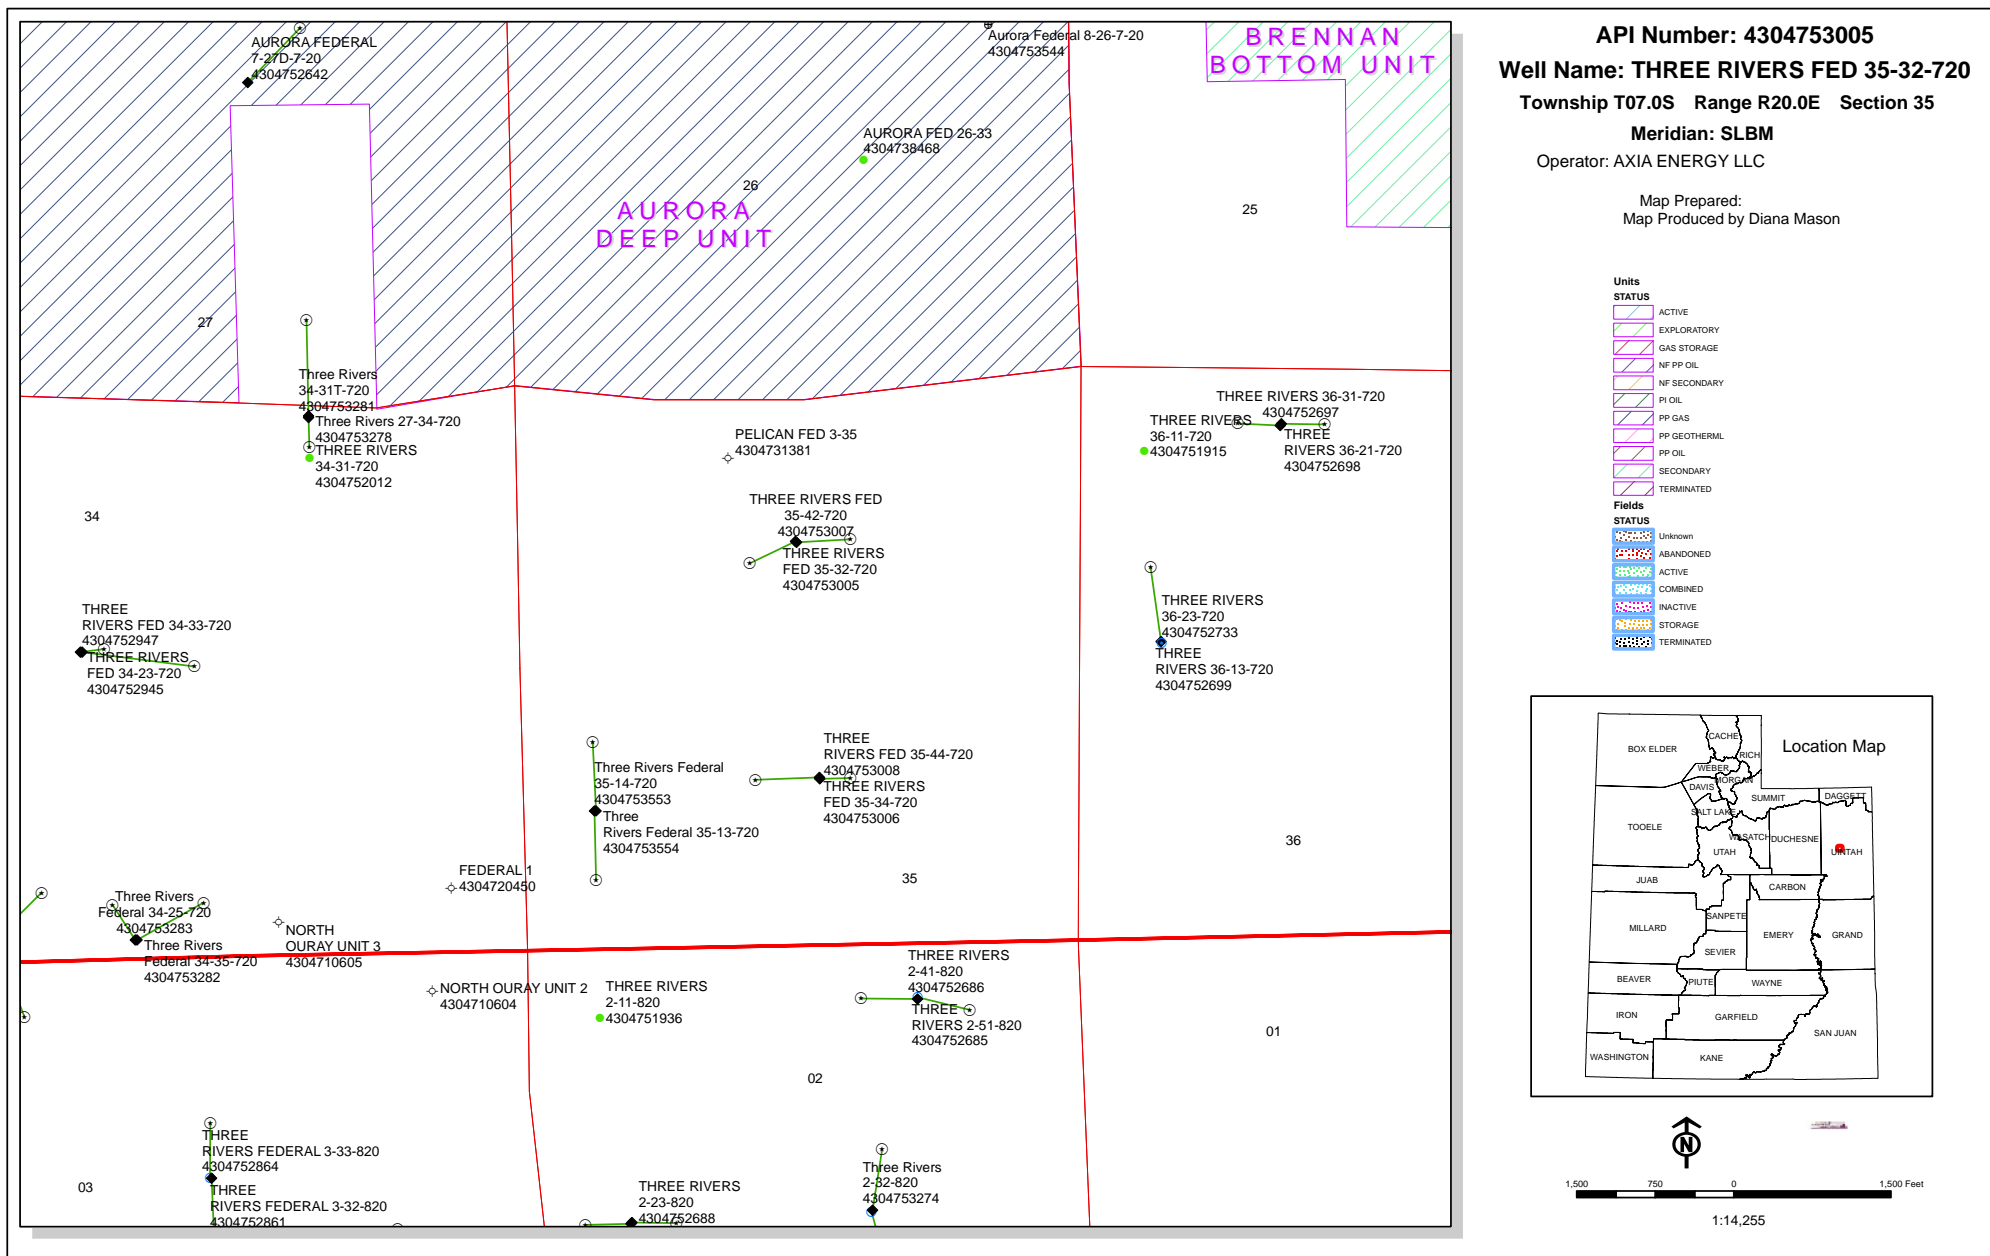 API Number: 4304753005
Well Name: THREE RIVERS FED 35-32-720
Township T07.0S Range R20.0E Section 35
Meridian: SLBM
Operator: AXIA ENERGY LLC
Map Prepared:
Map Produced by Diana Mason
AURORA FEDERAL
7-27D-7-20
4304752642
Aurora Federal 8-26-7-20
4304753544
BRENNAN
BOTTOM UNIT
AURORA FED 26-33
4304738468
26
AURORA
DEEP UNIT
25
27
Three Rivers
34-31T-720
4304753281
Three Rivers 27-34-720
4304753278
THREE RIVERS
34-31-720
4304752012
PELICAN FED 3-35
4304731381
THREE RIVERS 36-31-720
4304752697
THREE RIVERS
36-11-720
4304751915
THREE
RIVERS 36-21-720
4304752698
34
THREE RIVERS FED
35-42-720
4304753007
THREE RIVERS
FED 35-32-720
4304753005
THREE
RIVERS FED 34-33-720
4304752947
THREE RIVERS
FED 34-23-720
4304752945
THREE RIVERS
36-23-720
4304752733
THREE
RIVERS 36-13-720
4304752699
Three Rivers Federal
35-14-720
4304753553
Three
Rivers Federal 35-13-720
4304753554
THREE
RIVERS FED 35-44-720
4304753008
THREE RIVERS
FED 35-34-720
4304753006
36
35
FEDERAL 1
4304720450
Three Rivers
Federal 34-25-720
4304753283
Three Rivers
Federal 34-35-720
4304753282
NORTH
OURAY UNIT 3
4304710605
NORTH OURAY UNIT 2
4304710604
THREE RIVERS
2-11-820
4304751936
THREE RIVERS
2-41-820
4304752686
THREE
RIVERS 2-51-820
4304752685
01
02
THREE
RIVERS FEDERAL 3-33-820
4304752864
THREE
RIVERS FEDERAL 3-32-820
4304752861
03
THREE RIVERS
2-23-820
4304752688
Three Rivers
2-32-820
4304753274
Units
STATUS
ACTIVE
EXPLORATORY
GAS STORAGE
NF PP OIL
NF SECONDARY
PI OIL
PP GAS
PP GEOTHERML
PP OIL
SECONDARY
TERMINATED
Fields
STATUS
Unknown
ABANDONED
ACTIVE
COMBINED
INACTIVE
STORAGE
TERMINATED
Location Map
BOX ELDER
CACHE
RICH
WEBER
MORGAN
DAVIS
SUMMIT
DAGGETT
SALT LAKE
TOOELE
WASATCH
DUCHESNE
UTAH
UINTAH
JUAB
CARBON
SANPETE
MILLARD
EMERY
GRAND
SEVIER
BEAVER
PIUTE
WAYNE
IRON
GARFIELD
SAN JUAN
WASHINGTON
KANE
N
1,500 750 0 1,500 Feet
1:14,255